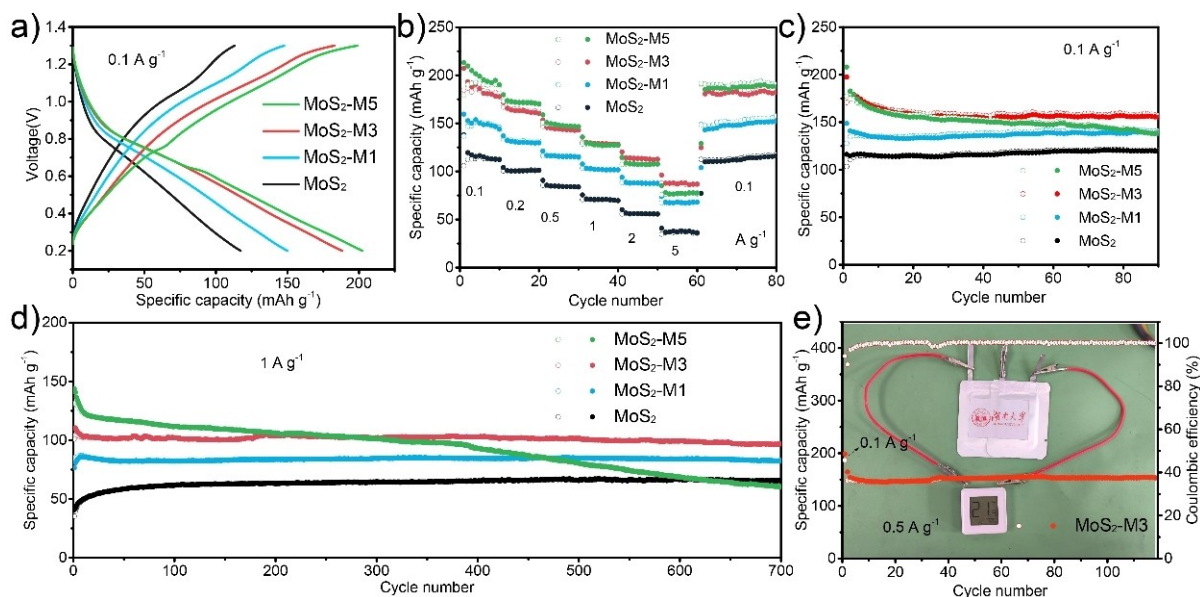 a)
0.1 A g⁻¹
Voltage(V)
1.4
1.2
1.0
0.8
0.6
0.4
0.2
MoS₂-M5
MoS₂-M3
MoS₂-M1
MoS₂
0 50 100 150 200
Specific capacity (mAh g⁻¹)
b)
Specific capacity (mAh g⁻¹)
250
200
150
100
50
0
MoS₂-M5
MoS₂-M3
MoS₂-M1
MoS₂
0.1
0.2
0.5
1
2
5
0.1
A g⁻¹
0 20 40 60 80
Cycle number
c)
0.1 A g⁻¹
Specific capacity (mAh g⁻¹)
250
200
150
100
50
0
MoS₂-M5
MoS₂-M3
MoS₂-M1
MoS₂
0 20 40 60 80
Cycle number
d)
1 A g⁻¹
Specific capacity (mAh g⁻¹)
200
150
100
50
0
MoS₂-M5
MoS₂-M3
MoS₂-M1
MoS₂
0 100 200 300 400 500 600 700
Cycle number
e)
Specific capacity (mAh g⁻¹)
400
350
300
250
200
150
100
50
0
0.1 A g⁻¹
0.5 A g⁻¹
MoS₂-M3
100
80
60
40
20
0
Coulombic efficiency (%)
0 20 40 60 80 100
Cycle number